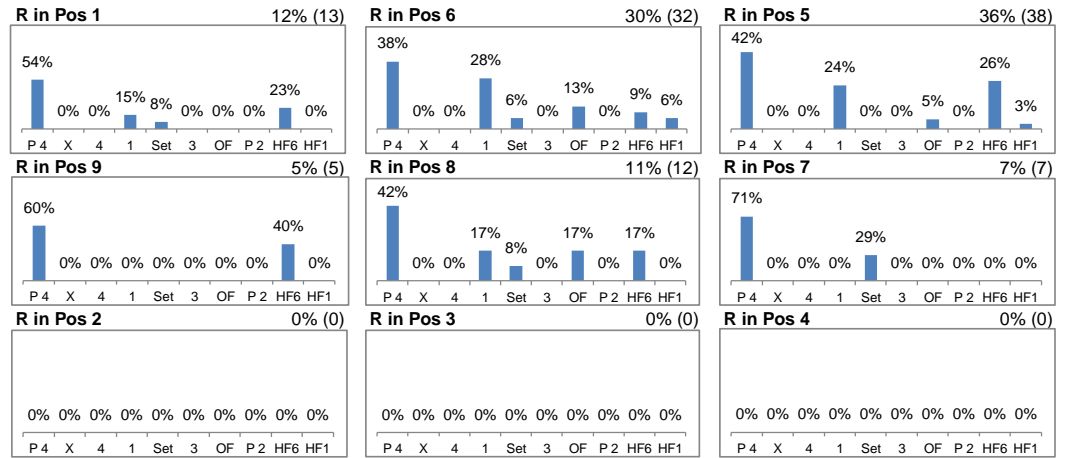 R in Pos 1 12% (13)
54% 0% 0% 15% 8% 0% 0% 0% 23% 0%
P 4 X 4 1 Set 3 OF P 2 HF6 HF1
R in Pos 6 30% (32)
38% 0% 0% 28% 6% 0% 13% 0% 9% 6%
P 4 X 4 1 Set 3 OF P 2 HF6 HF1
R in Pos 5 36% (38)
42% 0% 0% 24% 0% 0% 5% 0% 26% 3%
P 4 X 4 1 Set 3 OF P 2 HF6 HF1
R in Pos 9 5% (5)
60% 0% 0% 0% 0% 0% 0% 0% 40% 0%
P 4 X 4 1 Set 3 OF P 2 HF6 HF1
R in Pos 8 11% (12)
42% 0% 0% 17% 8% 0% 17% 0% 17% 0%
P 4 X 4 1 Set 3 OF P 2 HF6 HF1
R in Pos 7 7% (7)
71% 0% 0% 0% 29% 0% 0% 0% 0% 0%
P 4 X 4 1 Set 3 OF P 2 HF6 HF1
R in Pos 2 0% (0)
0% 0% 0% 0% 0% 0% 0% 0% 0% 0%
P 4 X 4 1 Set 3 OF P 2 HF6 HF1
R in Pos 3 0% (0)
0% 0% 0% 0% 0% 0% 0% 0% 0% 0%
P 4 X 4 1 Set 3 OF P 2 HF6 HF1
R in Pos 4 0% (0)
0% 0% 0% 0% 0% 0% 0% 0% 0% 0%
P 4 X 4 1 Set 3 OF P 2 HF6 HF1